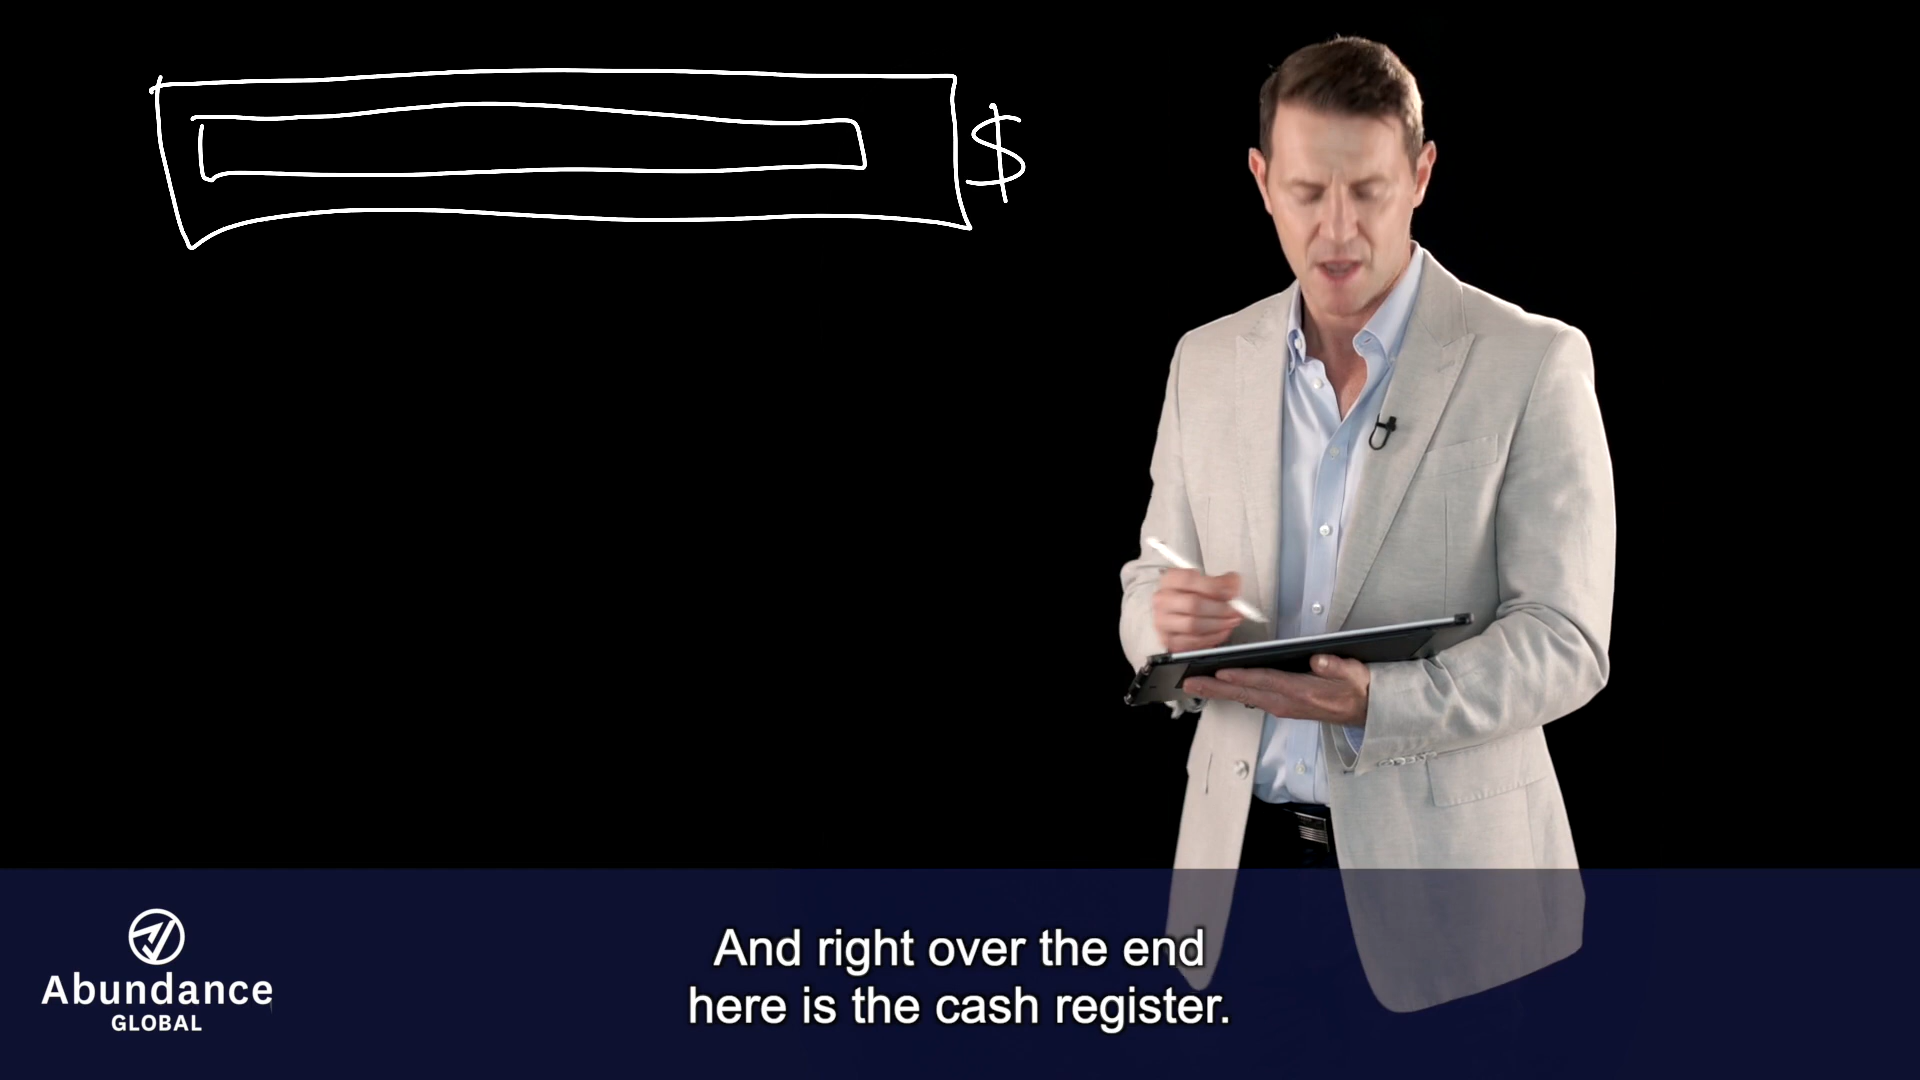 $
Abundance
GLOBAL
And right over the end
here is the cash register.